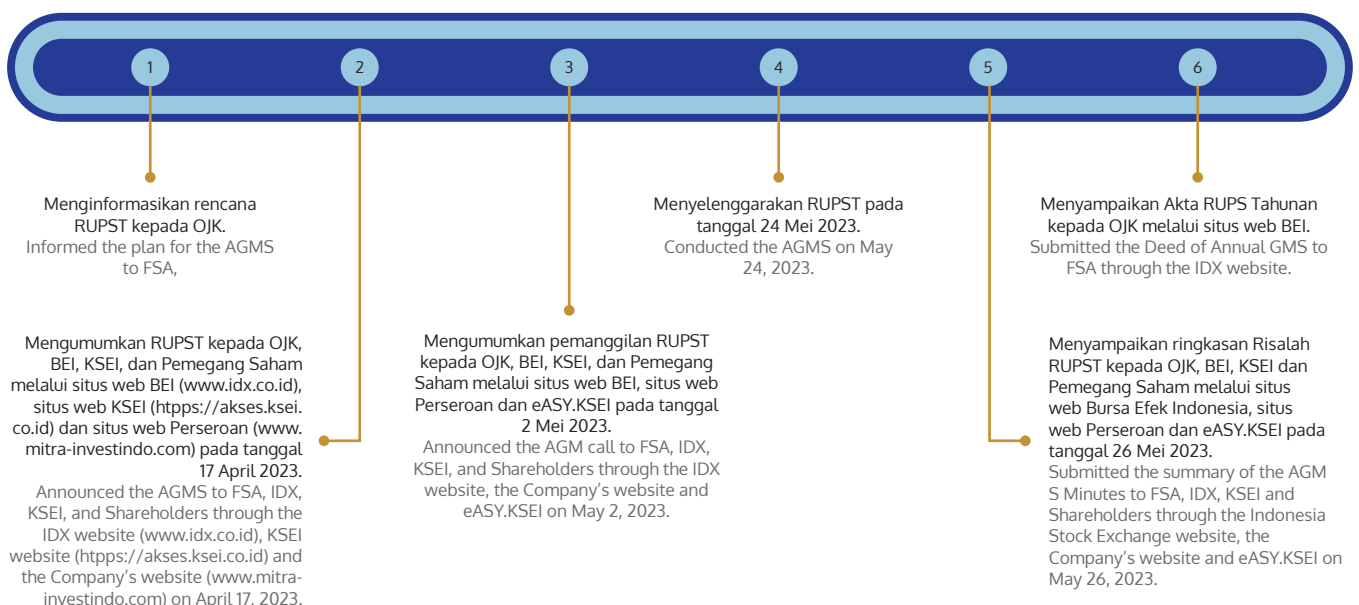 1
2
3
4
5
6
Menginformasikan rencana
RUPST kepada OJK.
Informed the plan for the AGMS
to FSA,
Mengumumkan RUPST kepada OJK,
BEI, KSEI, dan Pemegang Saham
melalui situs web BEI (www.idx.co.id),
situs web KSEI (htpps://akses.ksei.
co.id) dan situs web Perseroan (www.
mitra-investindo.com) pada tanggal
17 April 2023.
Announced the AGMS to FSA, IDX,
KSEI, and Shareholders through the
IDX website (www.idx.co.id), KSEI
website (htpps://akses.ksei.co.id) and
the Company's website (www.mitra-
investindo.com) on April 17, 2023.
Mengumumkan pemanggilan RUPST
kepada OJK, BEI, KSEI, dan Pemegang
Saham melalui situs web BEI, situs web
Perseroan dan eASY.KSEI pada tanggal
2 Mei 2023.
Announced the AGM call to FSA, IDX,
KSEI, and Shareholders through the IDX
website, the Company's website and
eASY.KSEI on May 2, 2023.
Menyelenggarakan RUPST pada
tanggal 24 Mei 2023.
Conducted the AGMS on May
24, 2023.
Menyampaikan ringkasan Risalah
RUPST kepada OJK, BEI, KSEI dan
Pemegang Saham melalui situs
web Bursa Efek Indonesia, situs
web Perseroan dan eASY.KSEI pada
tanggal 26 Mei 2023.
Submitted the summary of the AGM
S Minutes to FSA, IDX, KSEI and
Shareholders through the Indonesia
Stock Exchange website, the
Company's website and eASY.KSEI on
May 26, 2023.
Menyampaikan Akta RUPS Tahunan
kepada OJK melalui situs web BEI.
Submitted the Deed of Annual GMS to
FSA through the IDX website.